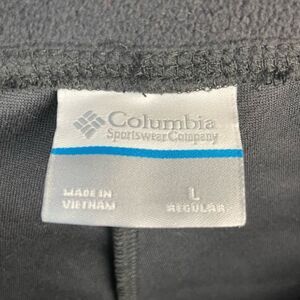 Columbia
Sportswear Company
MADE IN
VIETNAM
L
REGULAR